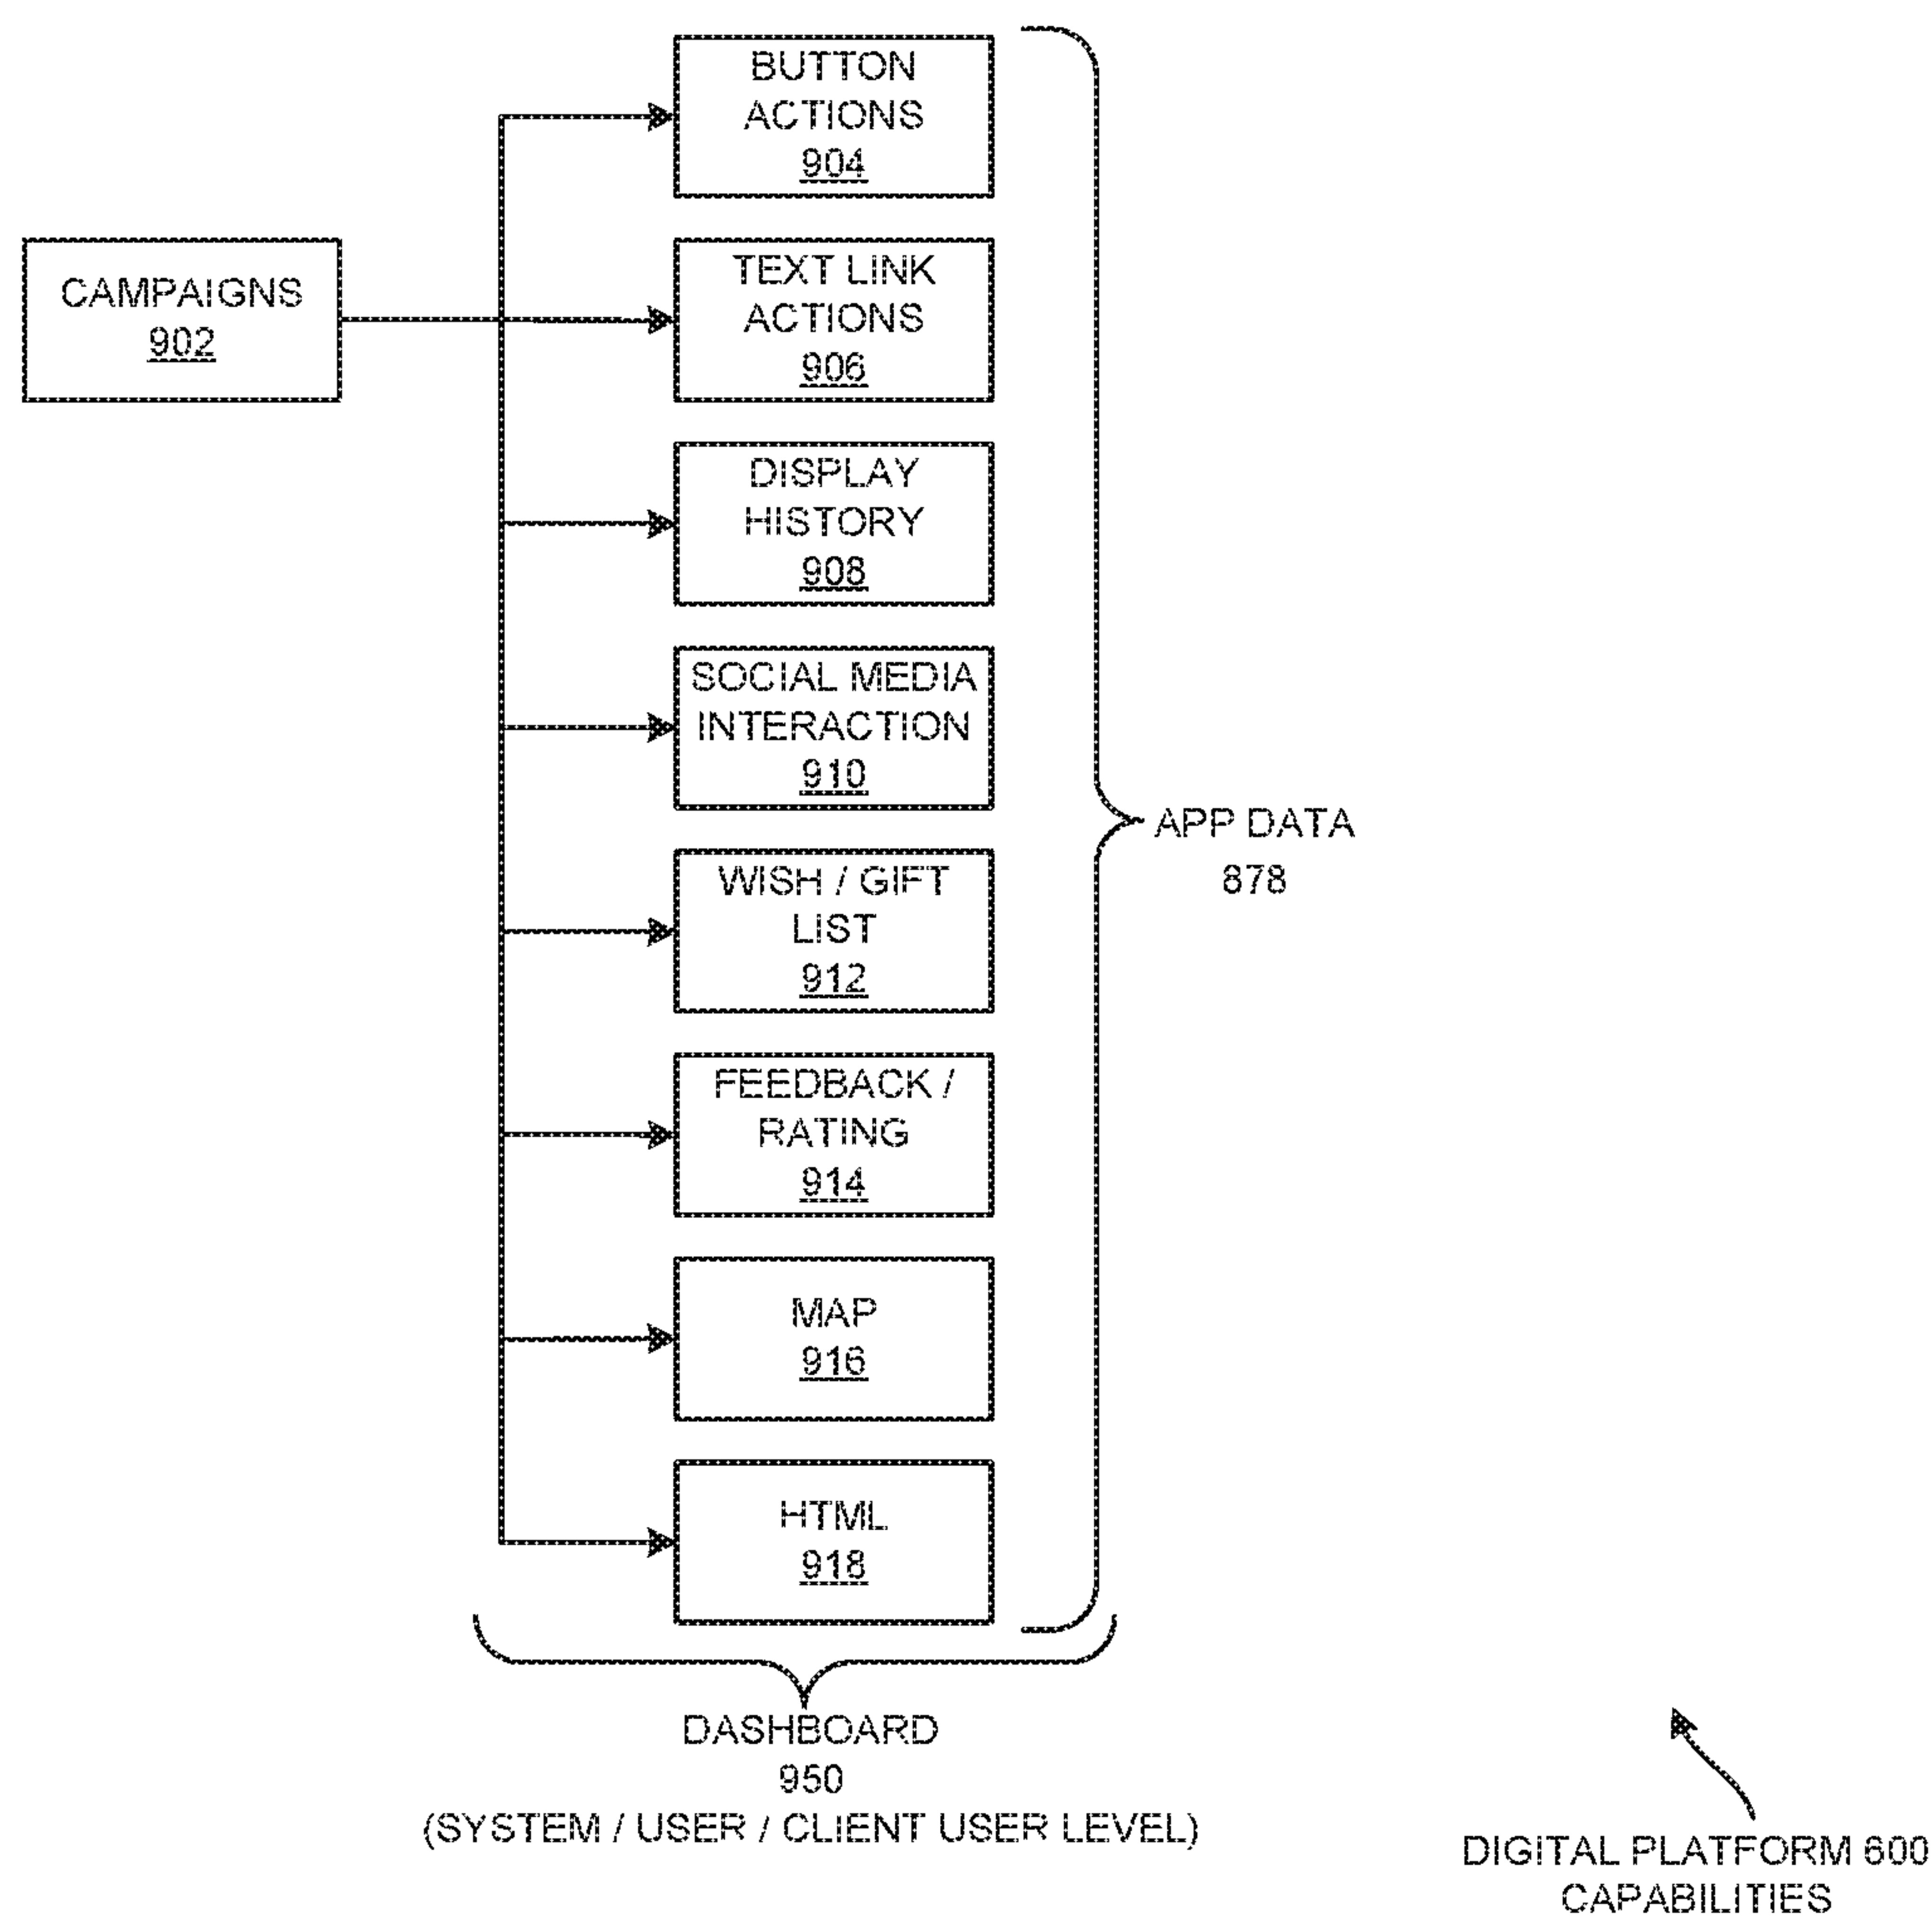 BUTTON
ACTIONS
904
CAMPAIGNS
902
TEXT LINK
ACTIONS
906
DISPLAY
HISTORY
908
SOCIAL MEDIA
INTERACTION
910
WISH / GIFT
LIST
912
FEEDBACK /
RATING
914
MAP
916
HTML
918
APP DATA
878
DASHBOARD
950
(SYSTEM / USER / CLIENT USER LEVEL)
DIGITAL PLATFORM 600
CAPABILITIES